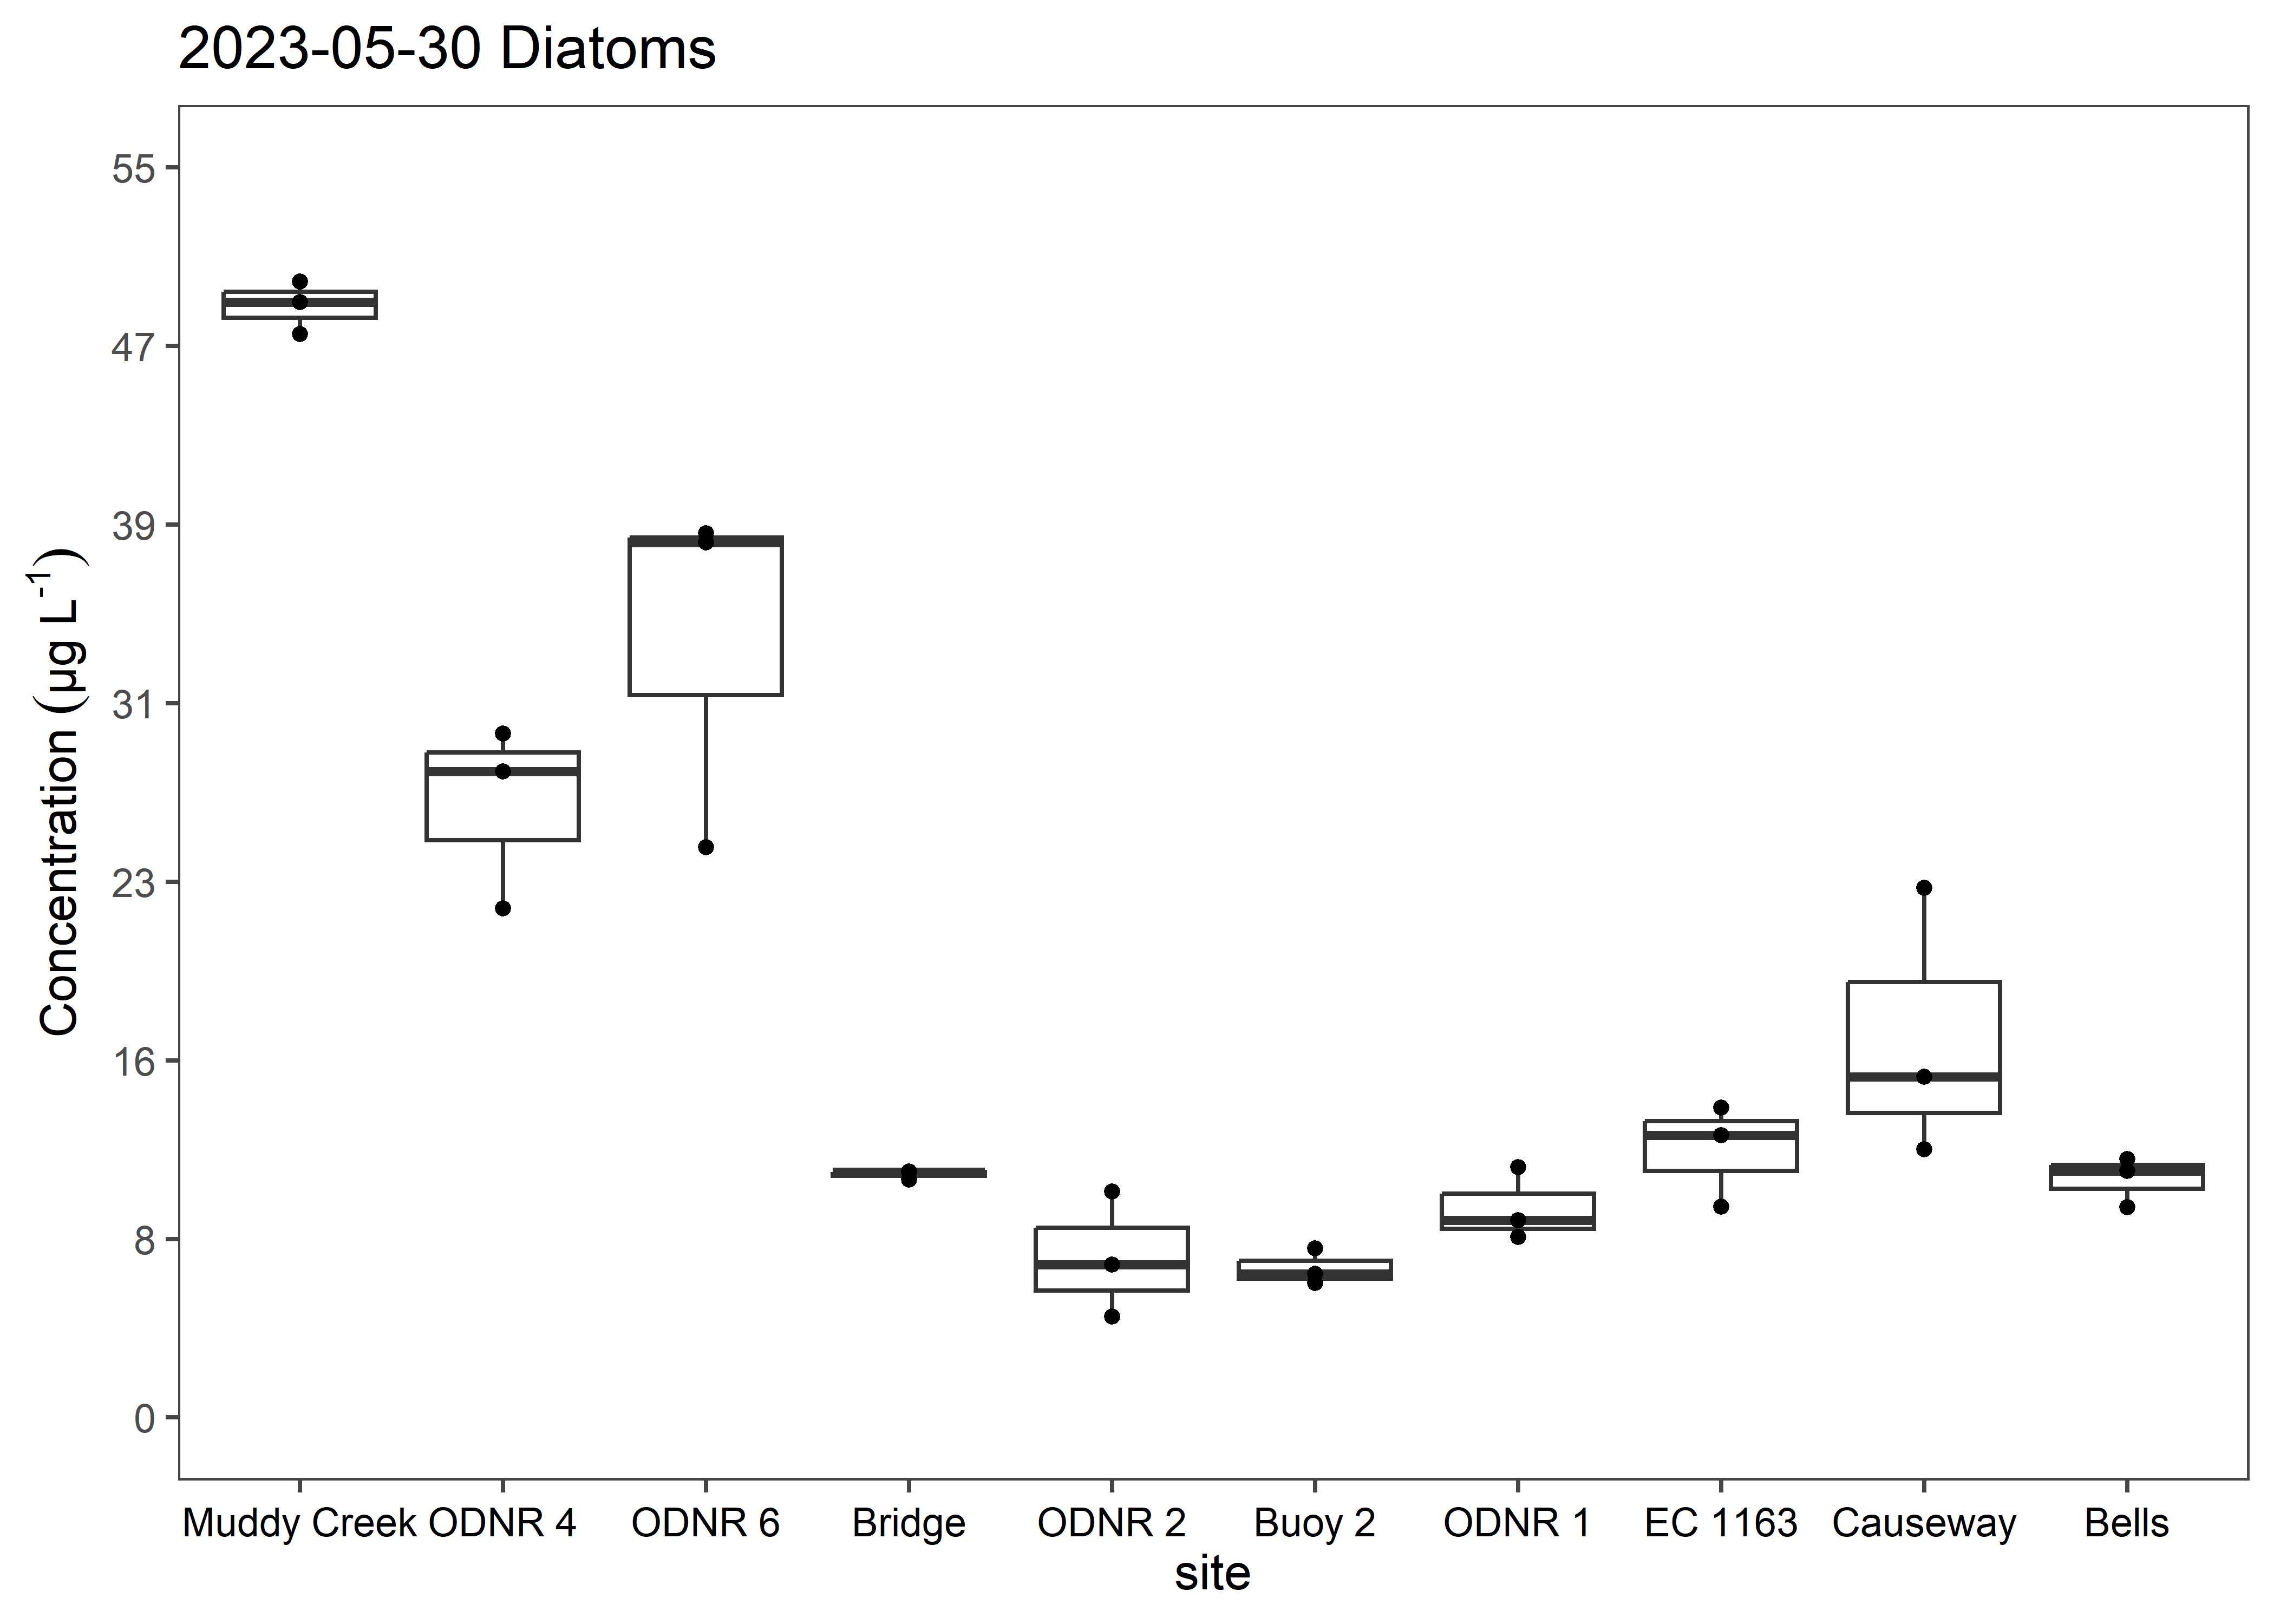 2023-05-30 Diatoms
Concentration (µg L⁻¹)
55
47
39
31
23
16
8
0
Muddy Creek ODNR 4 ODNR 6 Bridge ODNR 2 Buoy 2 ODNR 1 EC 1163 Causeway Bells
site